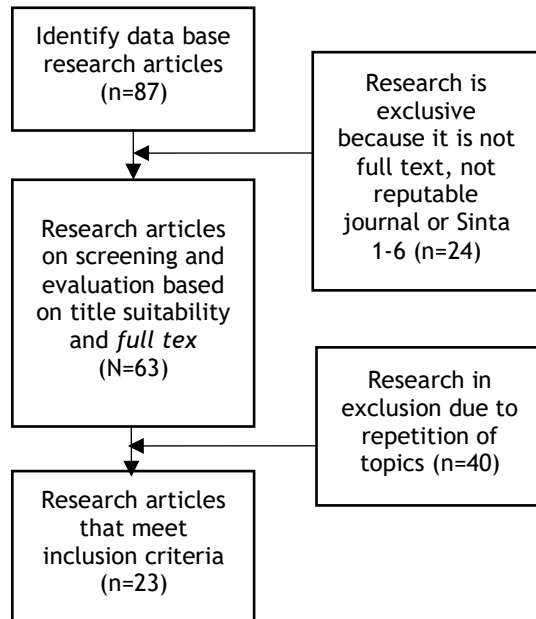 Identify data base
research articles
(n=87)
Research is
exclusive
because it is not
full text, not
reputable
journal or Sinta
1-6 (n=24)
Research articles
on screening and
evaluation based
on title suitability
and full tex
(N=63)
Research in
exclusion due to
repetition of
topics (n=40)
Research articles
that meet
inclusion criteria
(n=23)